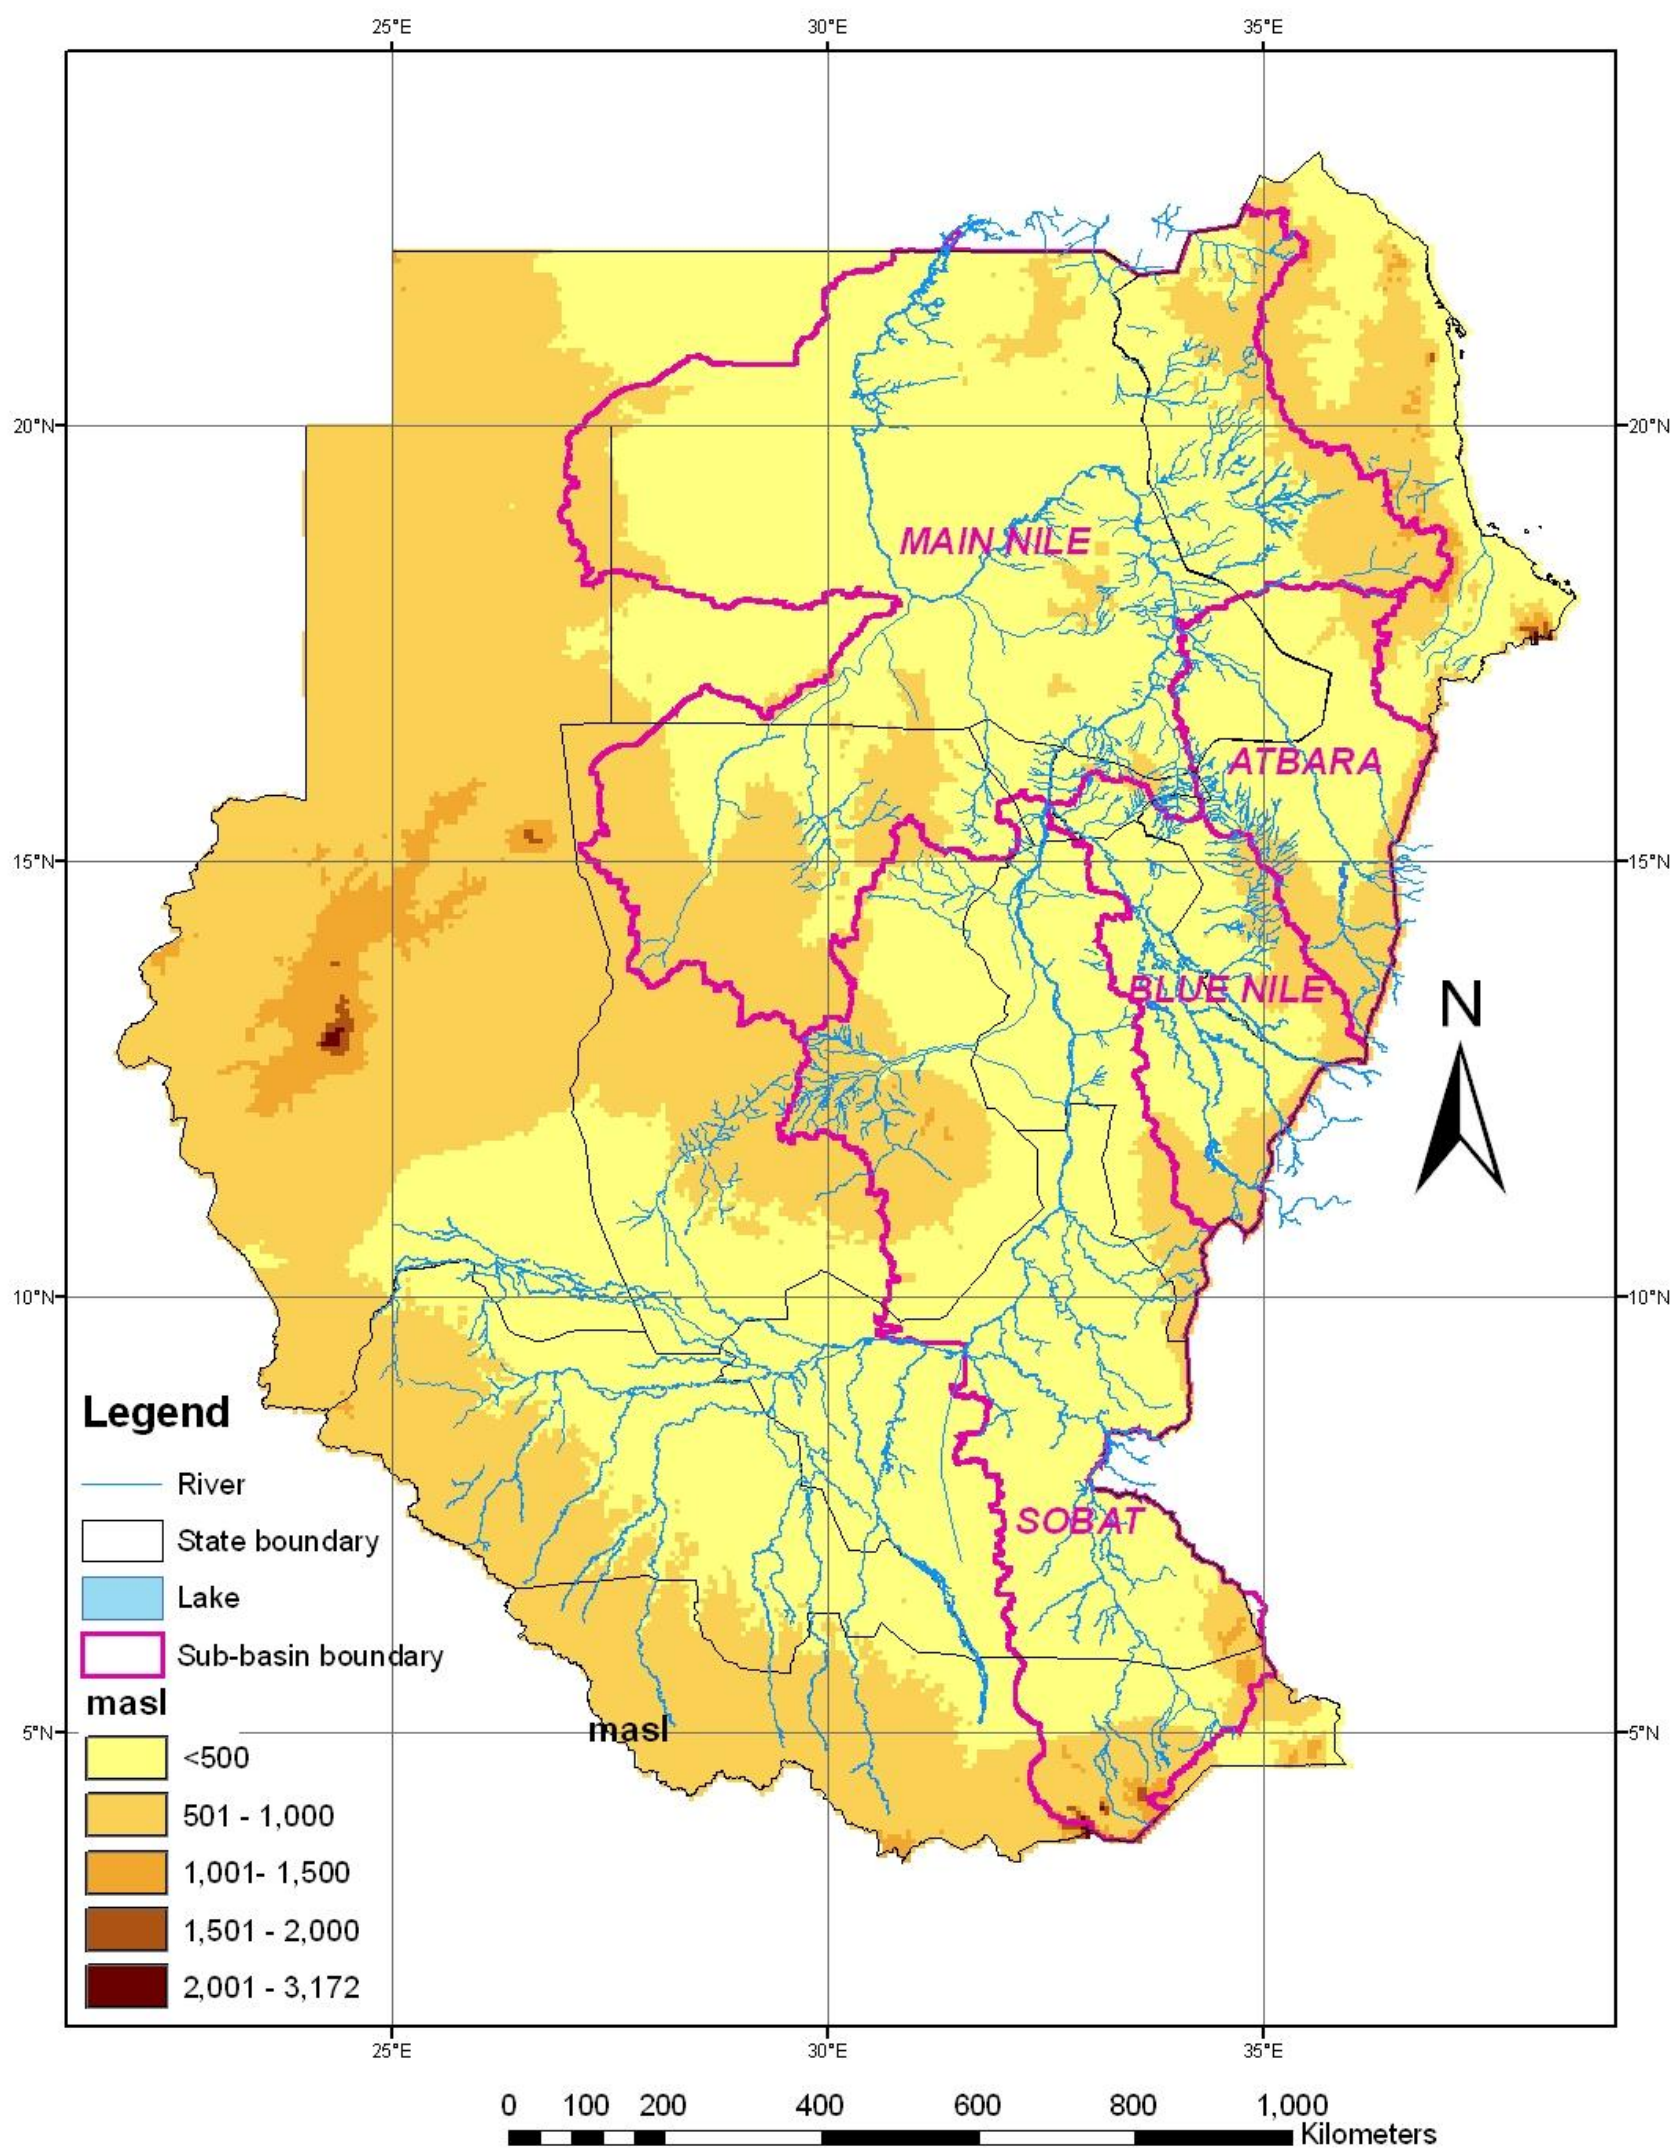 25°E 30°E 35°E
20°N 20°N
MAIN NILE
ATBARA
15°N 15°N
BLUE NILE
N
10°N 10°N
Legend
River
SOBAT
State boundary
Lake
Sub-basin boundary
masl
5°N masl 5°N
<500
501 - 1,000
1,001- 1,500
1,501 - 2,000
2,001 - 3,172
25°E 30°E 35°E
0 100 200 400 600 800 1,000
Kilometers